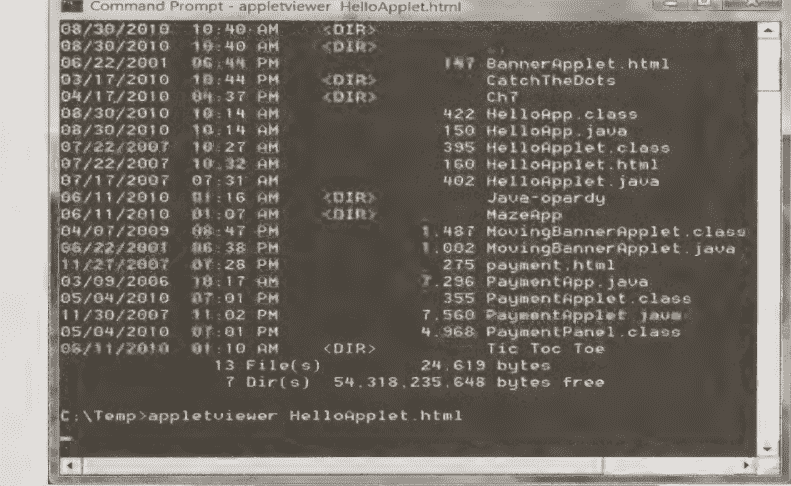 Command Prompt - appletviewer HelloApplet.html
08/30/2010 10:40 AM <DIR> .
08/30/2010 10:40 AM <DIR> ..
06/22/2001 06:44 PM 147 BannerApplet.html
03/17/2010 10:44 PM <DIR> CatchTheDots
04/17/2010 04:37 PM <DIR> Ch7
08/30/2010 10:14 AM 422 HelloApp.class
08/30/2010 10:14 AM 150 HelloApp.java
07/22/2007 10:27 AM 395 HelloApplet.class
07/22/2007 10:32 AM 160 HelloApplet.html
07/17/2007 07:31 AM 402 HelloApplet.java
06/11/2010 01:16 AM <DIR> Java-opardy
06/11/2010 01:07 AM <DIR> MazeApp
04/07/2009 08:47 PM 1,487 MovingBannerApplet.class
06/22/2001 06:38 PM 1,002 MovingBannerApplet.java
11/27/2007 07:28 PM 275 payment.html
03/09/2006 10:17 AM 7,296 PaymentApp.java
05/04/2010 07:01 PM 355 PaymentApplet.class
11/30/2007 11:02 PM 7,560 PaymentApplet.java
05/04/2010 07:01 PM 4,968 PaymentPanel.class
06/11/2010 01:10 AM <DIR> Tic Toc Toe
13 File(s) 24,619 bytes
7 Dir(s) 54,318,235,648 bytes free
C:\Temp>appletviewer HelloApplet.html